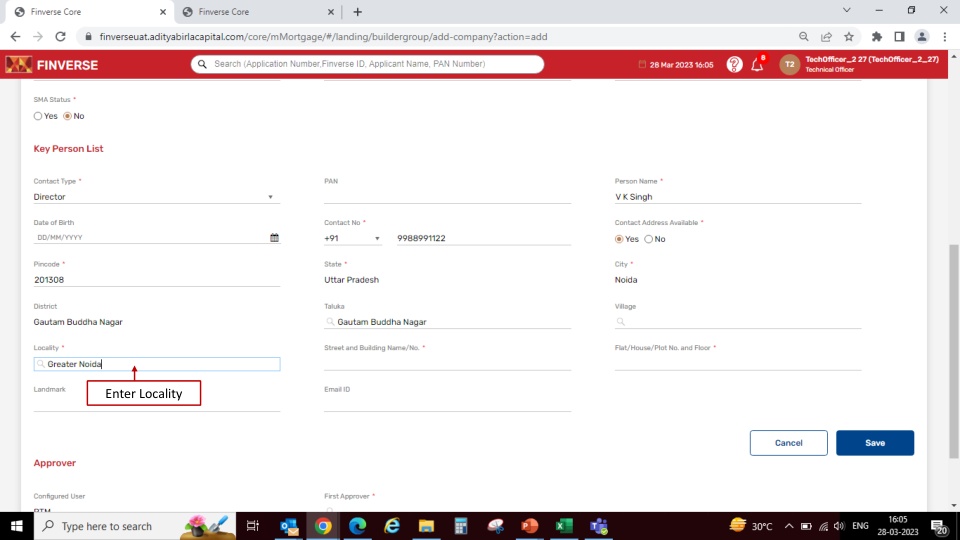 Finverse Core
Finverse Core
finverseuat.adityabirlacapital.com/core/mMortgage/#/landing/buildergroup/add-company?action=add
FINVERSE
Search (Application Number,Finverse ID, Applicant Name, PAN Number)
28 Mar 2023 16:05
8
T2
TechOfficer_2 27 (TechOfficer_2_27)
Technical Officer
SMA Status *
Yes No
Key Person List
Contact Type * PAN Person Name *
Director V K Singh
Date of Birth Contact No * Contact Address Available *
DD/MM/YYYY +91 9988991122 Yes No
Pincode * State * City *
201308 Uttar Pradesh Noida
District Taluka Village
Gautam Buddha Nagar Gautam Buddha Nagar
Locality * Street and Building Name/No. * Flat/House/Plot No. and Floor *
Greater Noida
Landmark Enter Locality Email ID
Cancel Save
Approver
Configured User First Approver *
Type here to search
30°C ENG 16:05
28-03-2023
20